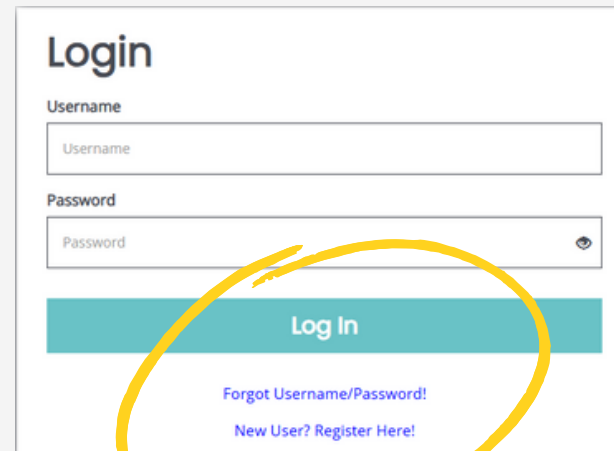 Login
Username
Username
Password
Password
Log In
Forgot Username/Password!
New User? Register Here!